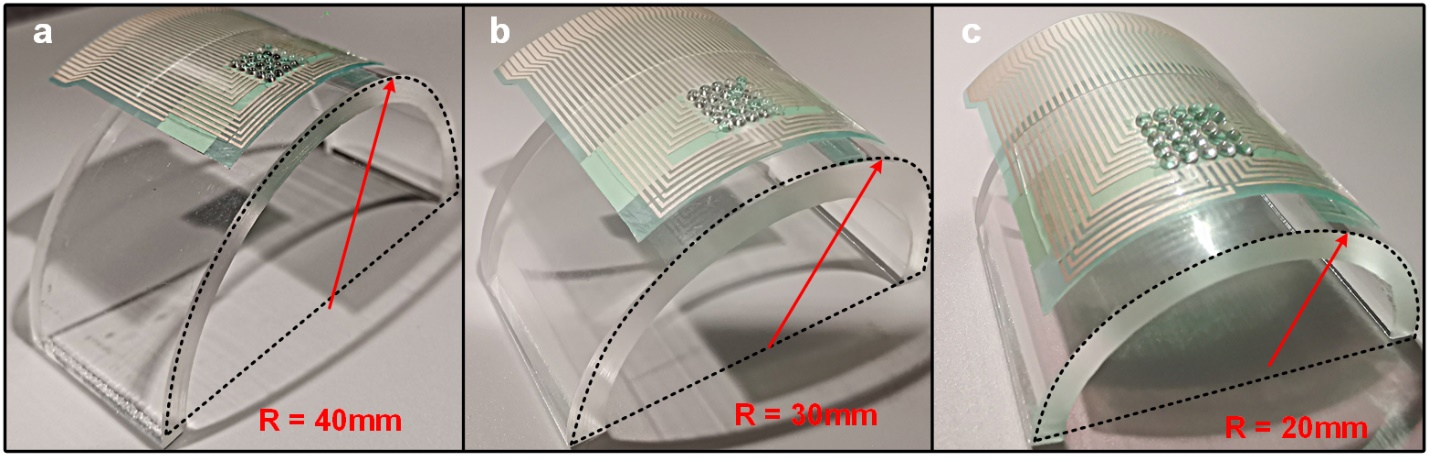 a
b
c
R = 40mm
R = 30mm
R = 20mm